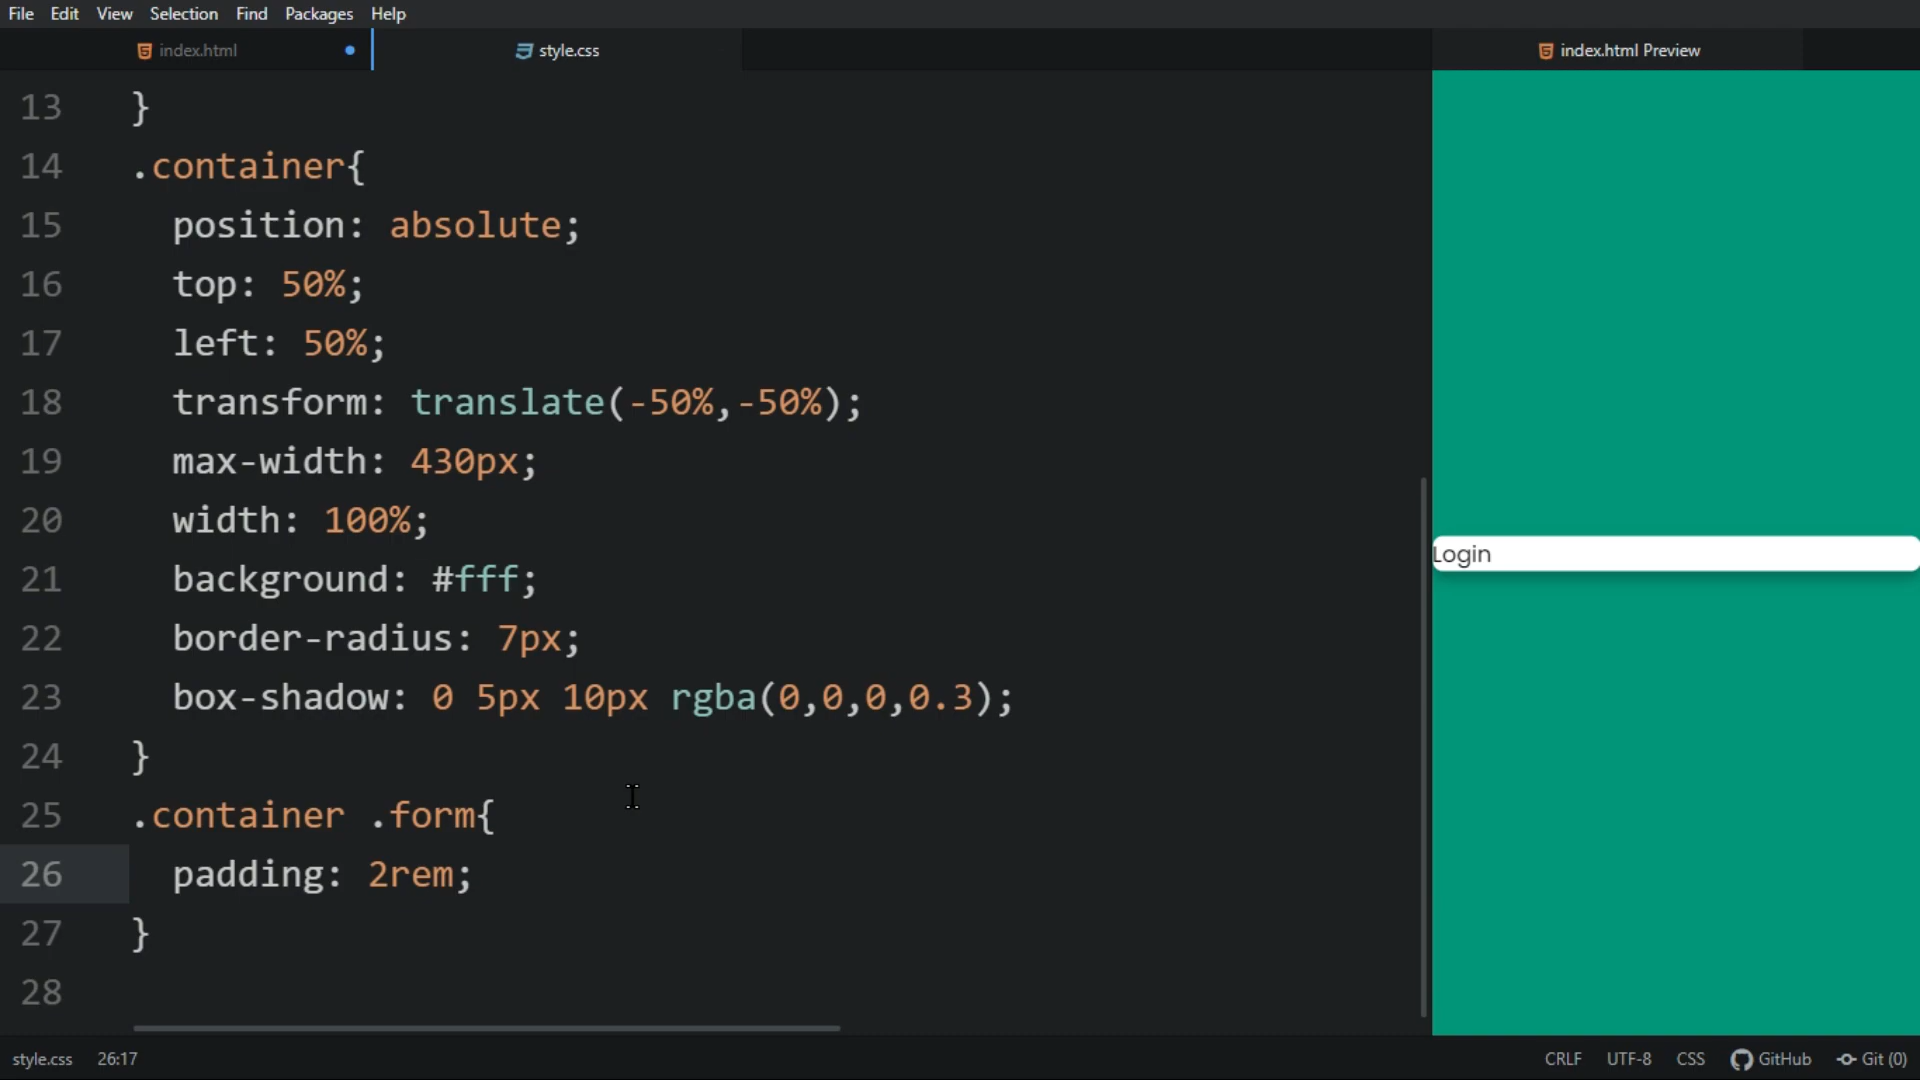 File Edit View Selection Find Packages Help
index.html
style.css
index.html Preview
13 }
14 .container{
15 position: absolute;
16 top: 50%;
17 left: 50%;
18 transform: translate(-50%,-50%);
19 max-width: 430px;
20 width: 100%;
21 background: #fff;
22 border-radius: 7px;
23 box-shadow: 0 5px 10px rgba(0,0,0,0.3);
24 }
25 .container .form{
26 padding: 2rem;
27 }
28
Login
style.css 26:17
CRLF UTF-8 CSS GitHub Git (0)